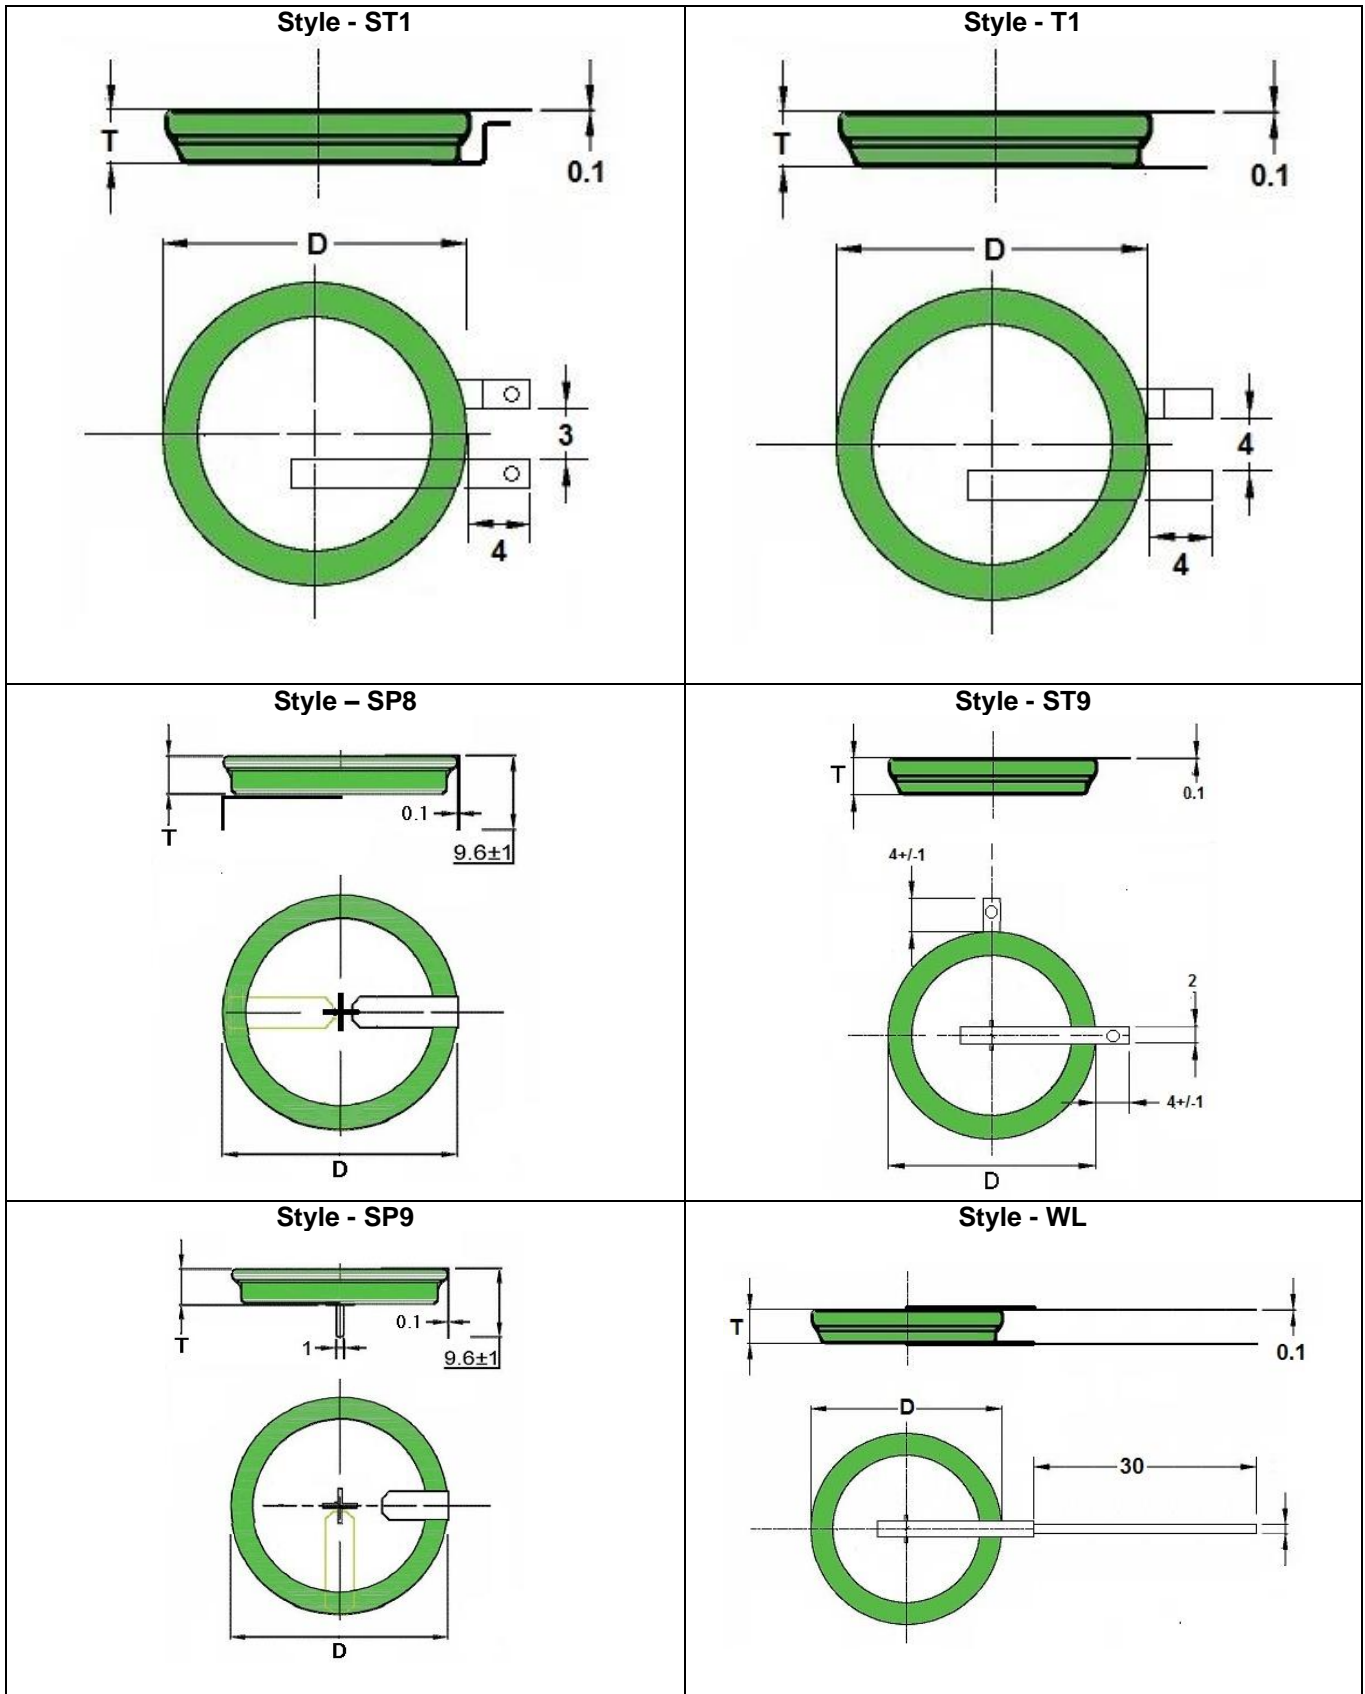 Style - ST1
T
0.1
D
3
4
Style - T1
T
0.1
D
4
4
Style – SP8
0.1
T
9.6±1
D
Style - ST9
T
0.1
4+/-1
2
4+/-1
D
Style - SP9
0.1
T
1
9.6±1
D
Style - WL
T
0.1
D
30